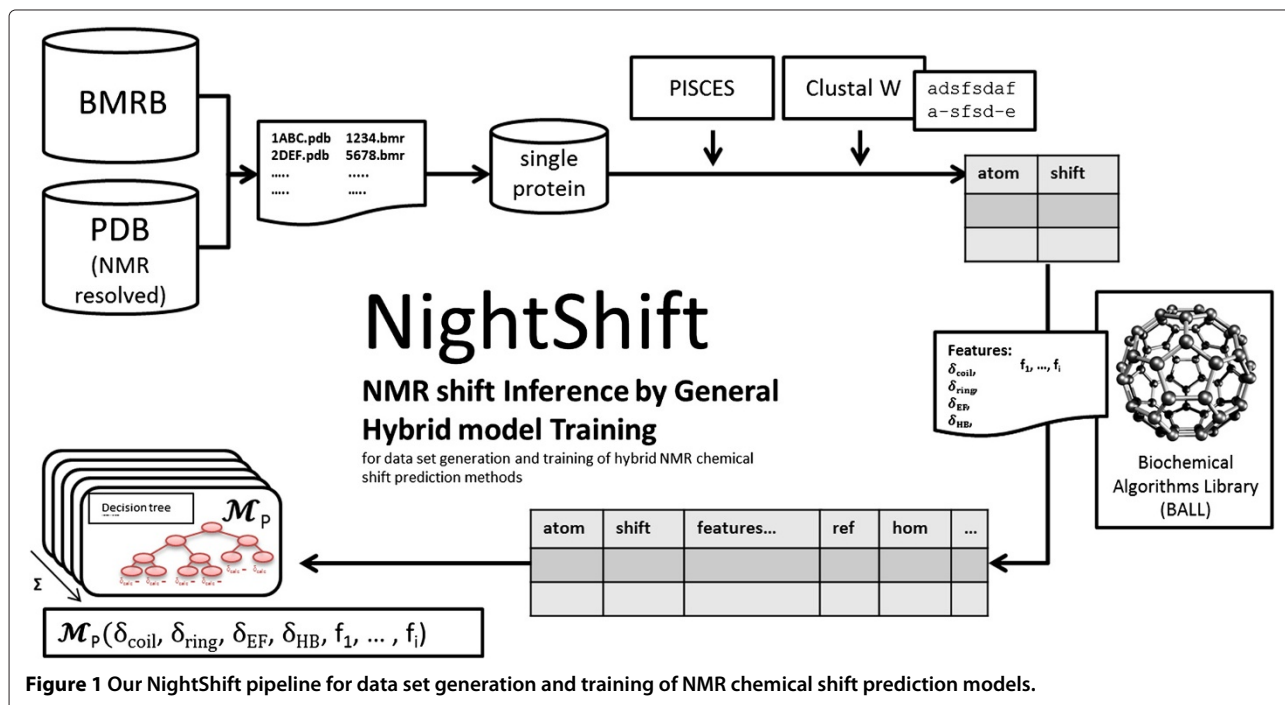 BMRB
PDB
(NMR
resolved)
1ABC.pdb 1234.bmr
2DEF.pdb 5678.bmr
..... .....
..... .....
single
protein
PISCES
Clustal W
adsfsdaf
a-sfsd-e
atom shift
NightShift
NMR shift Inference by General
Hybrid model Training
for data set generation and training of hybrid NMR chemical
shift prediction methods
Features:
δcoil, f1, ..., fi
δring,
δEF,
δHB,
Biochemical
Algorithms Library
(BALL)
atom shift features... ref hom ...
Decision tree
ℳP
Σ
ℳP(δcoil, δring, δEF, δHB, f1, ... , fi)
Figure 1 Our NightShift pipeline for data set generation and training of NMR chemical shift prediction models.